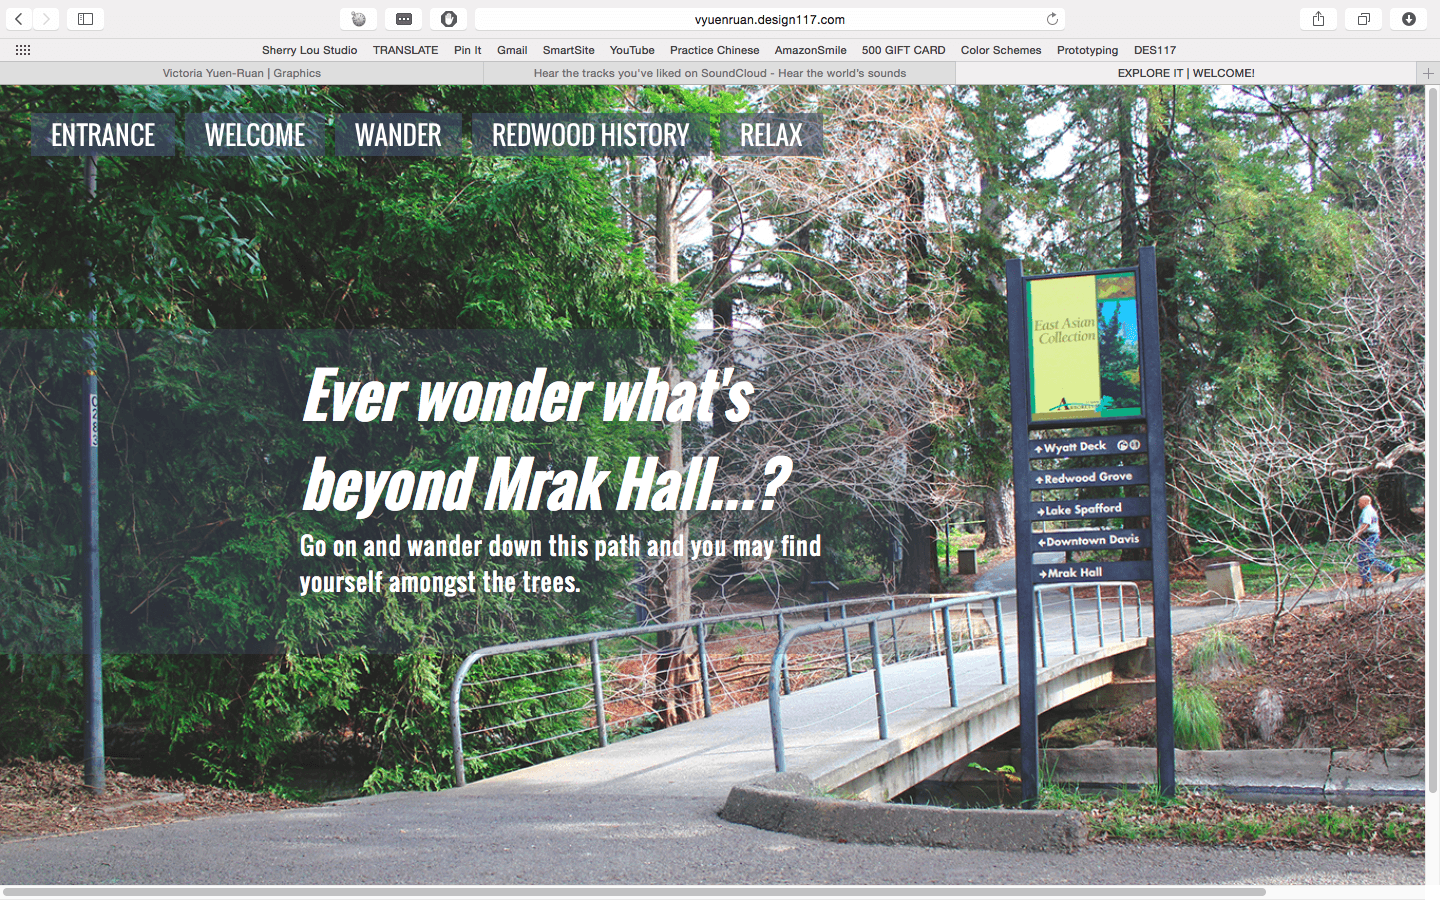 vyuenruan.design117.com
Sherry Lou Studio TRANSLATE Pin It Gmail SmartSite YouTube Practice Chinese AmazonSmile 500 GIFT CARD Color Schemes Prototyping DES117
Victoria Yuen-Ruan | Graphics Hear the tracks you've liked on SoundCloud - Hear the world's sounds EXPLORE IT | WELCOME!
ENTRANCE WELCOME WANDER REDWOOD HISTORY RELAX
Ever wonder what's
beyond Mrak Hall...?
Go on and wander down this path and you may find
yourself amongst the trees.
East Asian
Collection
Wyatt Deck
Redwood Grove
Lake Spafford
Downtown Davis
Mrak Hall